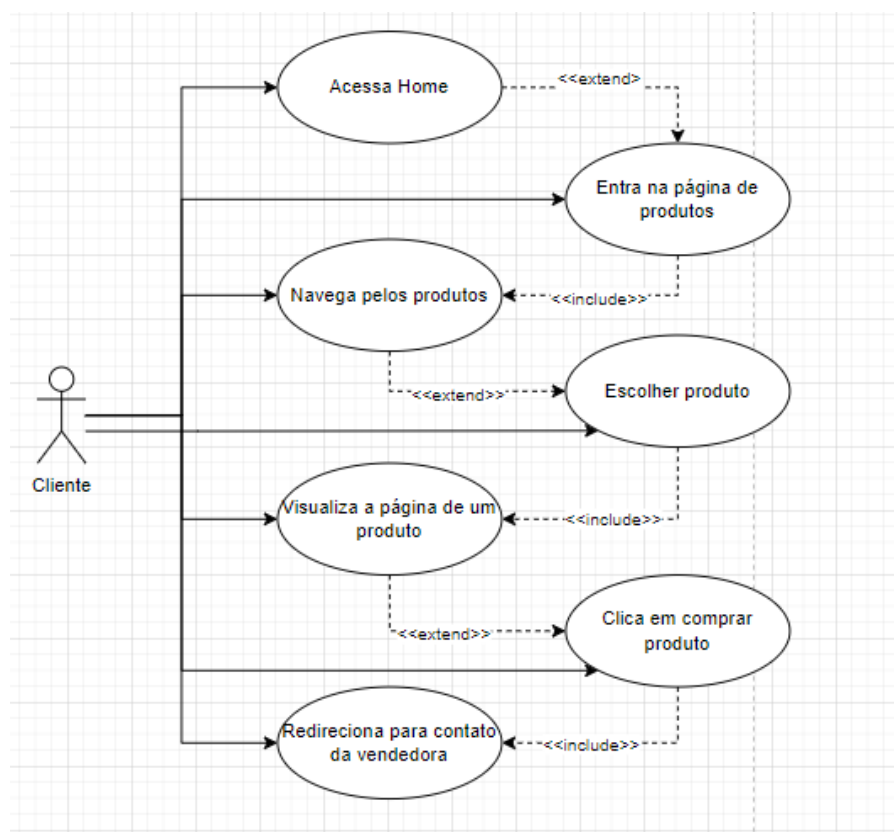 Acessa Home
<<extend>
Entra na página de
produtos
Navega pelos produtos
<<include>>
<<extend>>
Escolher produto
Cliente
Visualiza a página de um
produto
<<include>>
<<extend>>
Clica em comprar
produto
Redireciona para contato
da vendedora
<<include>>